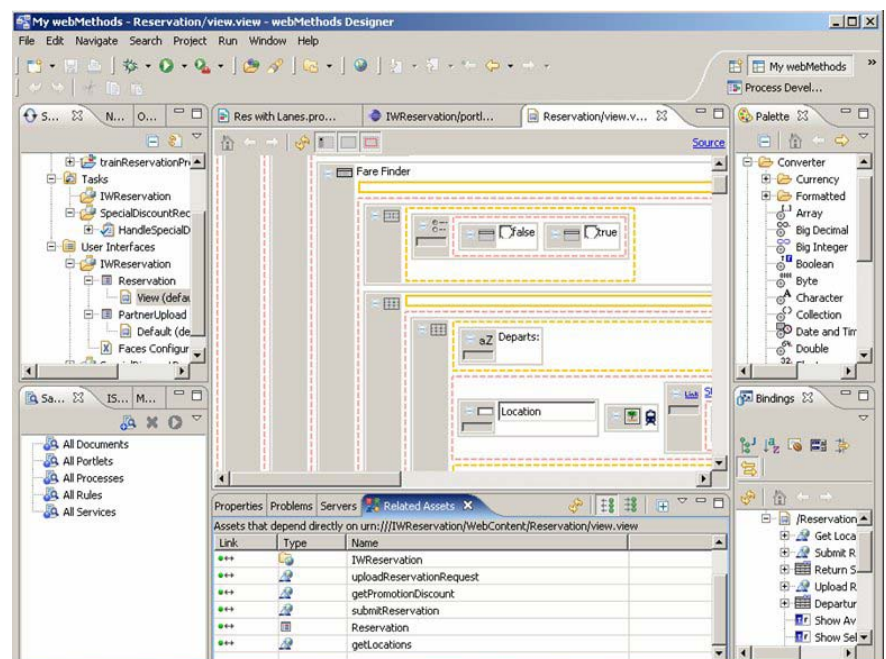 My webMethods - Reservation/view.view - webMethods Designer
File Edit Navigate Search Project Run Window Help
My webMethods »
Process Devel...
S... N... O...
trainReservationPr
Tasks
IWReservation
SpecialDiscountRec
HandleSpecialD
User Interfaces
IWReservation
Reservation
View (defau
PartnerUpload
Default (de
Faces Configur
Sa... IS... M...
All Documents
All Portlets
All Processes
All Rules
All Services
Res with Lanes.pro... IWReservation/portl... Reservation/view.v...
Source
Fare Finder
false true
aZ Departs:
Link
Location
Properties Problems Servers Related Assets
Assets that depend directly on urn:///IWReservation/WebContent/Reservation/view.view
Link Type Name
IWReservation
uploadReservationRequest
getPromotionDiscount
submitReservation
Reservation
getLocations
Palette
Converter
Currency
Formatted
Array
Big Decimal
Big Integer
Boolean
Byte
Character
Collection
Date and Tim
Double
Bindings
/Reservation
Get Loca
Submit R
Return S
Upload R
Departur
Show Av
Show Sel